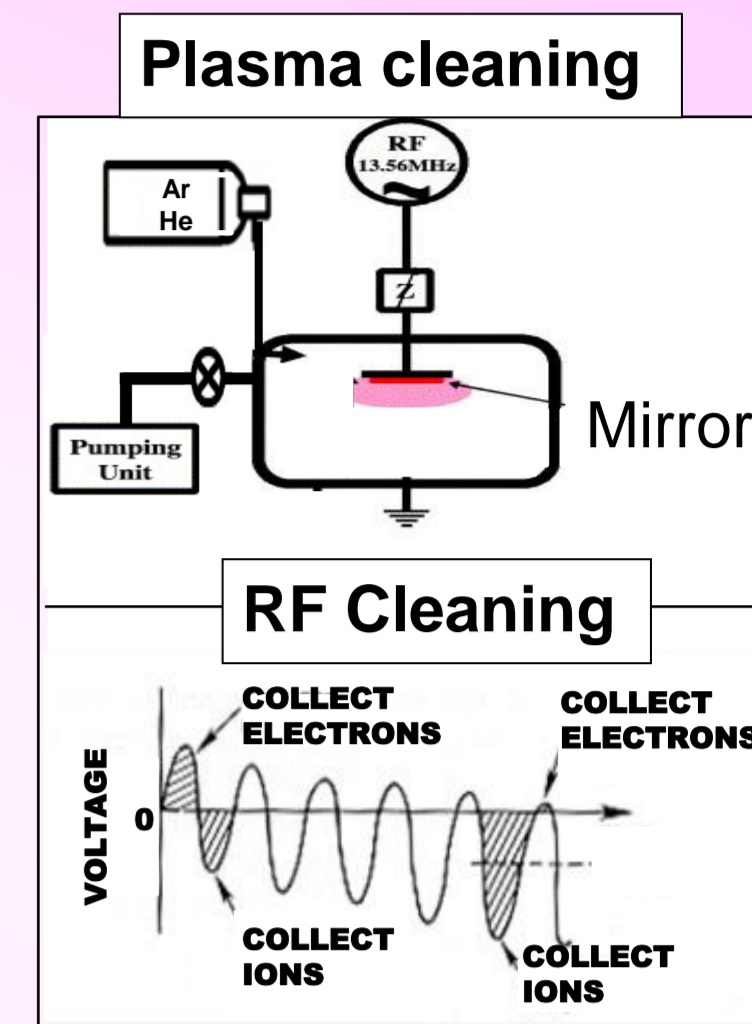 Plasma cleaning
RF
13.56MHz
Ar
He
Z
Mirror
Pumping
Unit
RF Cleaning
COLLECT
ELECTRONS
COLLECT
ELECTRONS
VOLTAGE
0
COLLECT
IONS
COLLECT
IONS